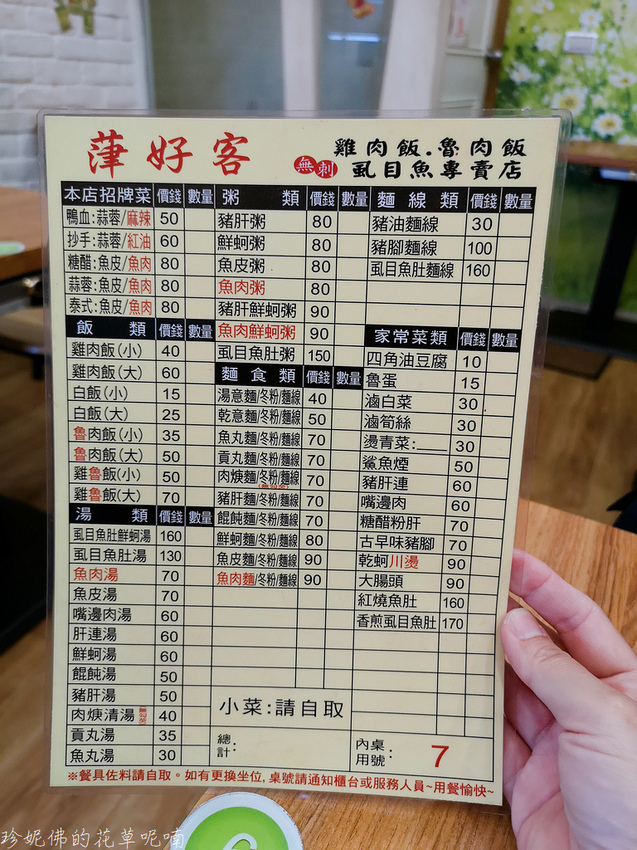 葏好客
無刺
雞肉飯.魯肉飯
虱目魚專賣店
本店招牌菜 價錢 數量
鴨血:蒜蓉/麻辣 50
抄手:蒜蓉/紅油 60
糖醋:魚皮/魚肉 80
蒜蓉:魚皮/魚肉 80
泰式:魚皮/魚肉 80
飯類 價錢 數量
雞肉飯(小) 40
雞肉飯(大) 60
白飯(小) 15
白飯(大) 25
魯肉飯(小) 35
魯肉飯(大) 50
雞魯飯(小) 50
雞魯飯(大) 70
湯類 價錢 數量
虱目魚肚鮮蚵湯 160
虱目魚肚湯 130
魚肉湯 70
魚皮湯 70
嘴邊肉湯 60
肝連湯 60
鮮蚵湯 60
餛飩湯 50
豬肝湯 50
肉焿清湯 40
貢丸湯 35
魚丸湯 30
粥類 價錢 數量
豬肝粥 80
鮮蚵粥 80
魚皮粥 80
魚肉粥 80
豬肝鮮蚵粥 90
魚肉鮮蚵粥 90
虱目魚肚粥 150
麵食類 價錢 數量
湯意麵/冬粉/麵線 40
乾意麵/冬粉/麵線 50
魚丸麵/冬粉/麵線 70
貢丸麵/冬粉/麵線 70
肉焿麵/冬粉/麵線 70
豬肝麵/冬粉/麵線 70
餛飩麵/冬粉/麵線 70
鮮蚵麵/冬粉/麵線 80
魚皮麵/冬粉/麵線 90
魚肉麵/冬粉/麵線 90
小菜:請自取
總計:
麵線類 價錢 數量
豬油麵線 30
豬腳麵線 100
虱目魚肚麵線 160
家常菜類 價錢 數量
四角油豆腐 10
魯蛋 15
滷白菜 30
滷筍絲 30
燙青菜:____ 30
鯊魚煙 50
豬肝連 60
嘴邊肉 60
糖醋粉肝 70
古早味豬腳 70
乾蚵川燙 90
大腸頭 90
紅燒魚肚 160
香煎虱目魚肚 170
內用桌號: 7
※餐具佐料請自取。如有更換坐位,桌號請通知櫃台或服務人員~用餐愉快~
珍妮佛的花草呢喃